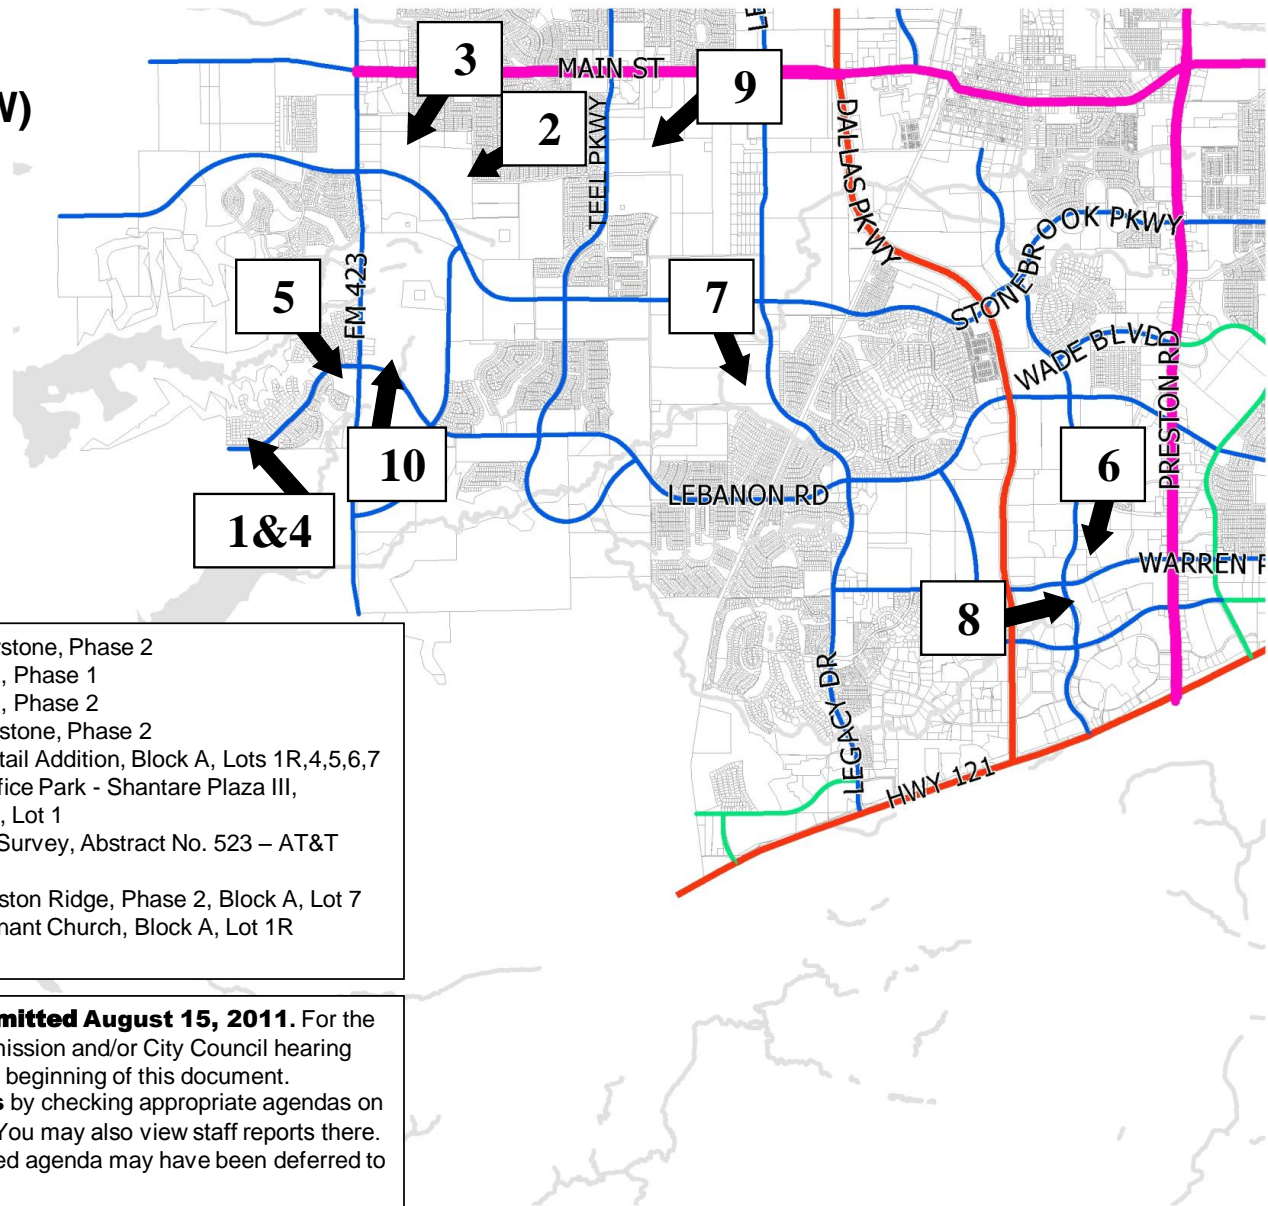 LE
3
MAIN ST
9
W)
2
TEEL PKWY
DALLAS PKWY
STONEBROOK PKWY
FM 423
5
7
WADE BLVD
PRESTON RD
10
6
LEBANON RD
1&4
WARREN P
8
LEGACY DR
HWY 121
rstone, Phase 2
, Phase 1
, Phase 2
stone, Phase 2
tail Addition, Block A, Lots 1R,4,5,6,7
fice Park - Shantare Plaza III,
, Lot 1
Survey, Abstract No. 523 – AT&T
ston Ridge, Phase 2, Block A, Lot 7
nant Church, Block A, Lot 1R
mitted August 15, 2011. For the
mission and/or City Council hearing
beginning of this document.
s by checking appropriate agendas on
You may also view staff reports there.
ed agenda may have been deferred to